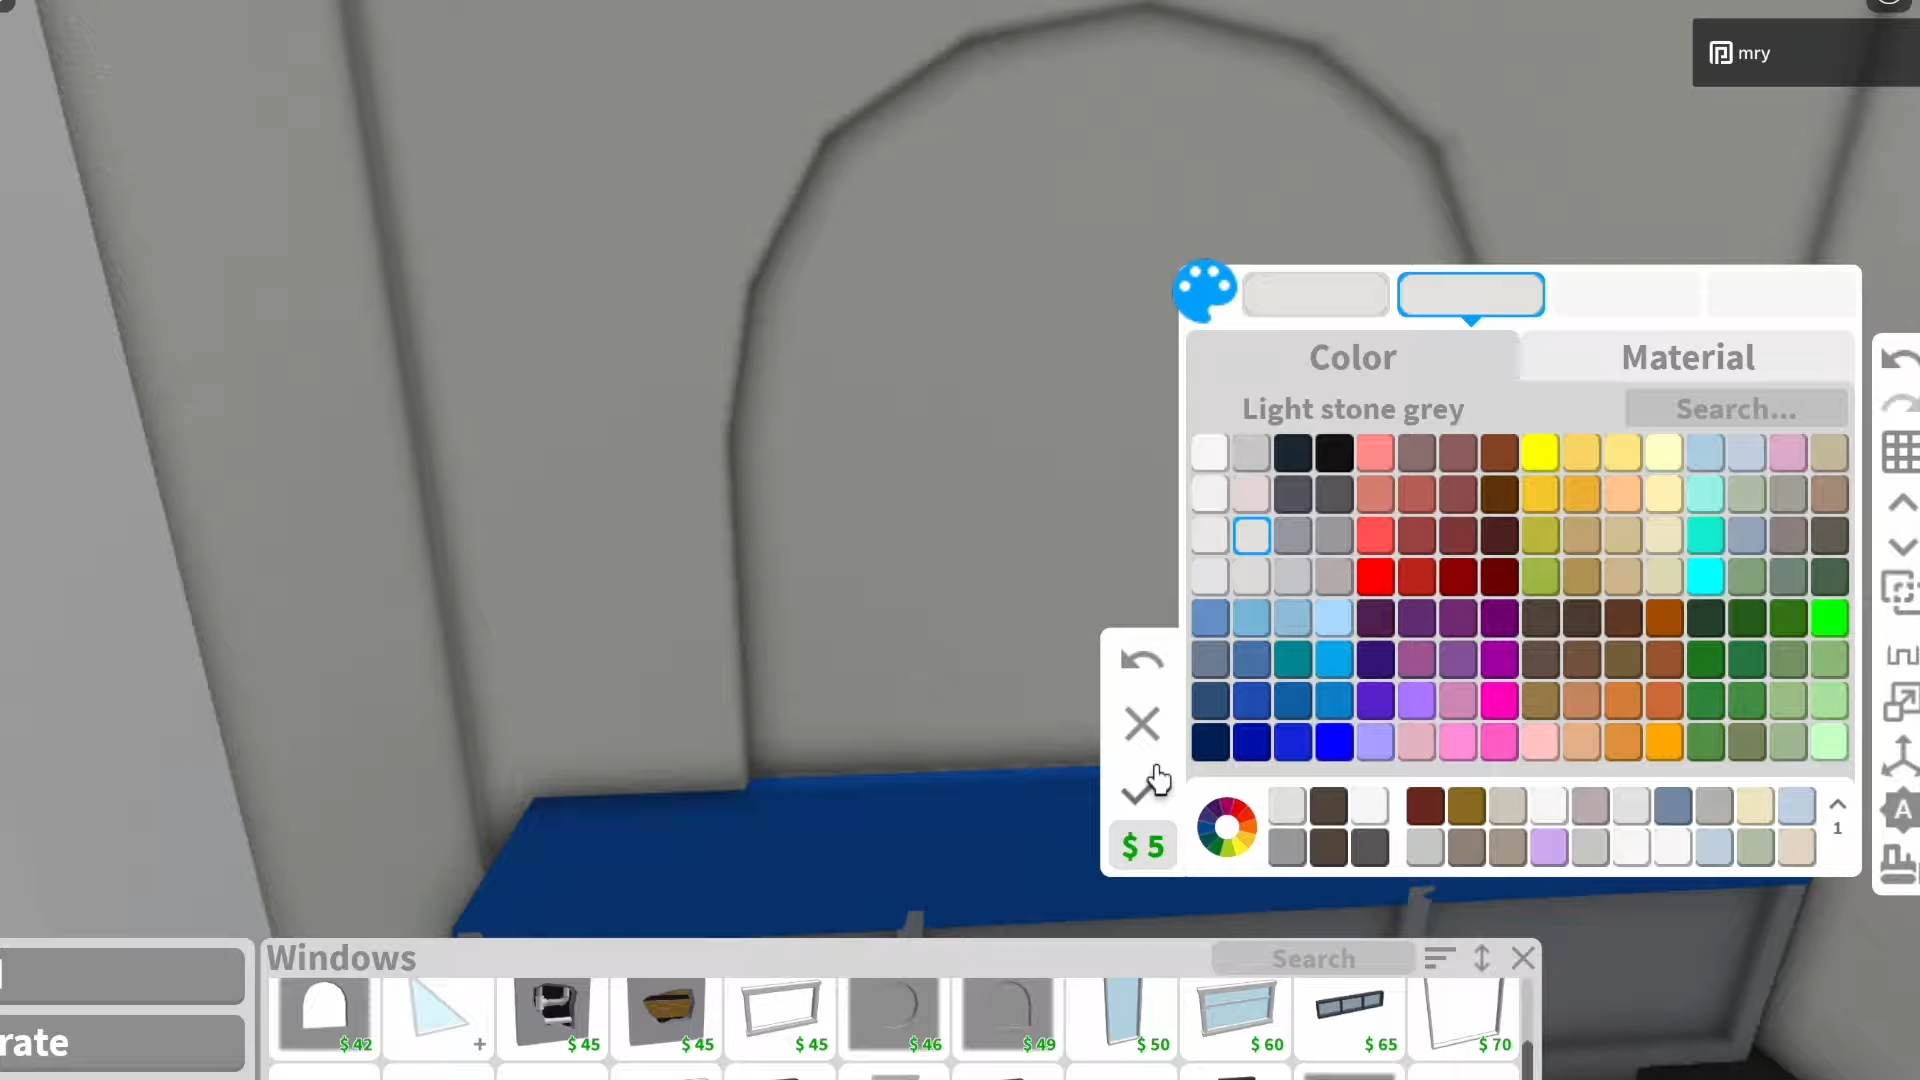 mry
Color
Material
Light stone grey
Search...
1
$ 5
Windows
Search
rate
$ 42
+
$ 45
$ 45
$ 45
$ 46
$ 49
$ 50
$ 60
$ 65
$ 70
A